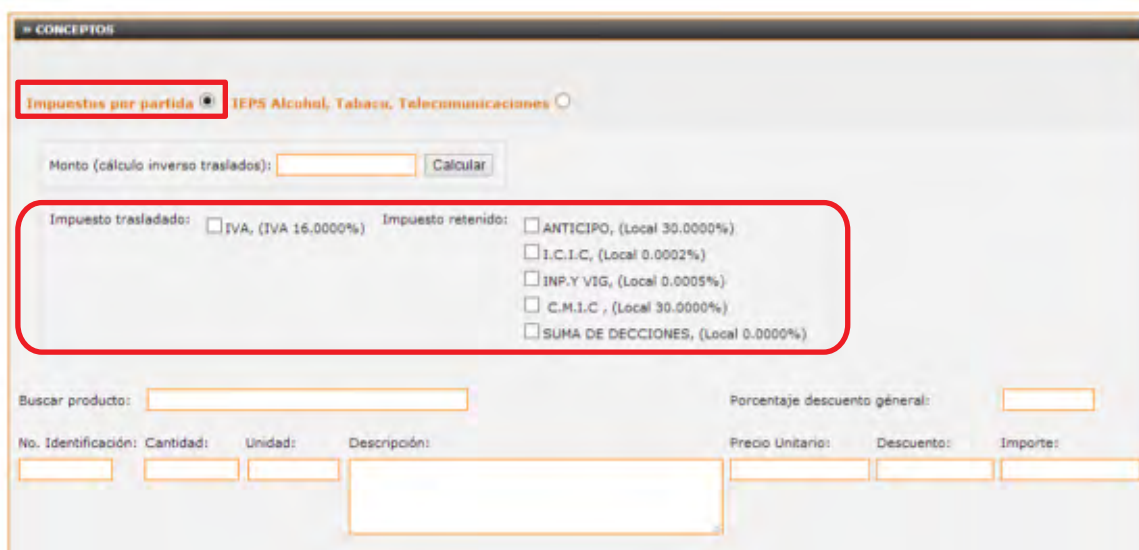 » CONCEPTOS
Impuestos por partida IEPS Alcohol, Tabaco, Telecomunicaciones
Monto (cálculo inverso traslados): Calcular
Impuesto trasladado: IVA, (IVA 16.0000%) Impuesto retenido: ANTICIPO, (Local 30.0000%)
I.C.I.C, (Local 0.0002%)
INP.Y VIG, (Local 0.0005%)
C.M.I.C , (Local 30.0000%)
SUMA DE DECCIONES, (Local 0.0000%)
Buscar producto: Porcentaje descuento géneral:
No. Identificación: Cantidad: Unidad: Descripción: Precio Unitario: Descuento: Importe: